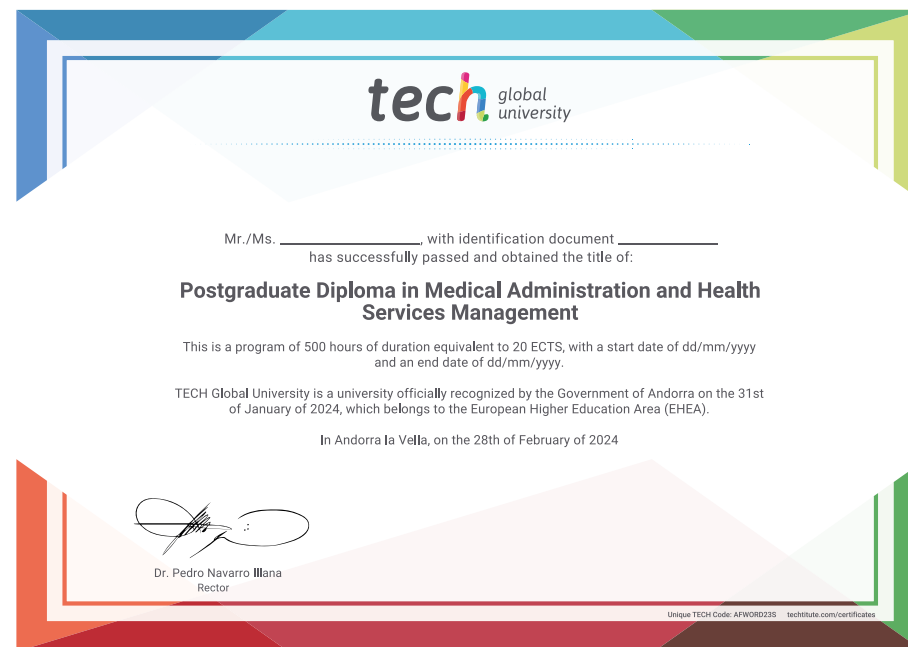 tech global
university
Mr./Ms. ____________________, with identification document ______________
has successfully passed and obtained the title of:
Postgraduate Diploma in Medical Administration and Health
Services Management
This is a program of 500 hours of duration equivalent to 20 ECTS, with a start date of dd/mm/yyyy
and an end date of dd/mm/yyyy.
TECH Global University is a university officially recognized by the Government of Andorra on the 31st
of January of 2024, which belongs to the European Higher Education Area (EHEA).
In Andorra la Vella, on the 28th of February of 2024
Dr. Pedro Navarro Illana
Rector
Unique TECH Code: AFWORD23S techtitute.com/certificates